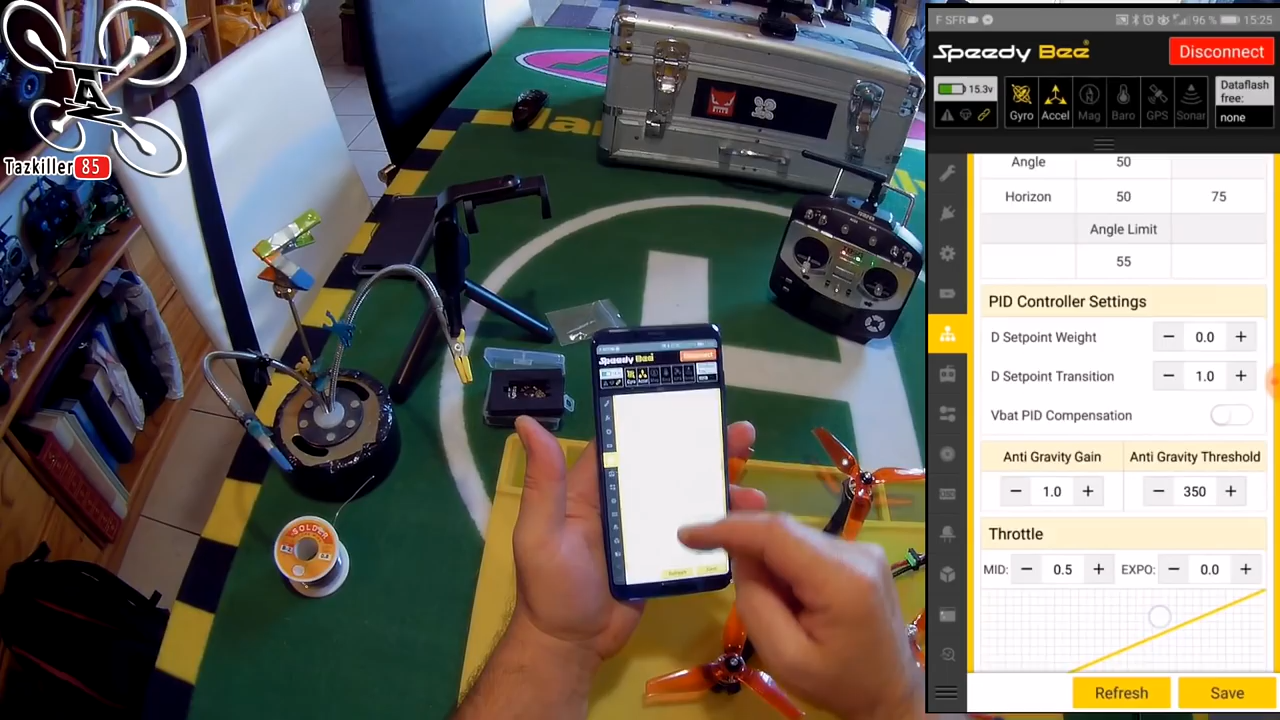 A
Tazkiller 85
SOLDER
Speedy Bee
Disconnect
F SFR 96 % 15:25
Speedy Bee® Disconnect
15.3v
Gyro Accel Mag Baro GPS Sonar
Dataflash
free:
none
Angle 50
Horizon 50 75
Angle Limit
55
PID Controller Settings
D Setpoint Weight − 0.0 +
D Setpoint Transition − 1.0 +
Vbat PID Compensation
Anti Gravity Gain Anti Gravity Threshold
− 1.0 + − 350 +
Throttle
MID: − 0.5 + EXPO: − 0.0 +
Refresh Save